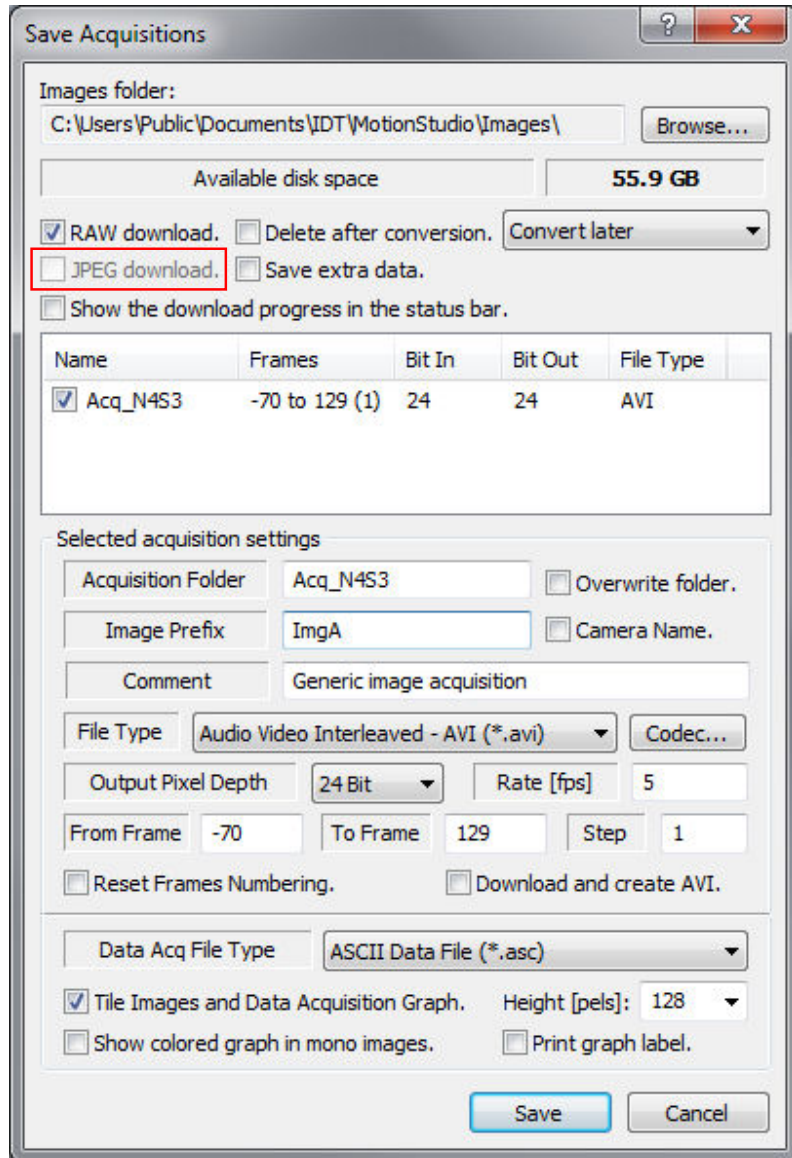 Save Acquisitions
Images folder:
C:\Users\Public\Documents\IDT\MotionStudio\Images\ Browse...
Available disk space 55.9 GB
RAW download. Delete after conversion. Convert later
JPEG download. Save extra data.
Show the download progress in the status bar.
Name Frames Bit In Bit Out File Type
Acq_N4S3 -70 to 129 (1) 24 24 AVI
Selected acquisition settings
Acquisition Folder Acq_N4S3 Overwrite folder.
Image Prefix ImgA Camera Name.
Comment Generic image acquisition
File Type Audio Video Interleaved - AVI (*.avi) Codec...
Output Pixel Depth 24 Bit Rate [fps] 5
From Frame -70 To Frame 129 Step 1
Reset Frames Numbering. Download and create AVI.
Data Acq File Type ASCII Data File (*.asc)
Tile Images and Data Acquisition Graph. Height [pels]: 128
Show colored graph in mono images. Print graph label.
Save Cancel